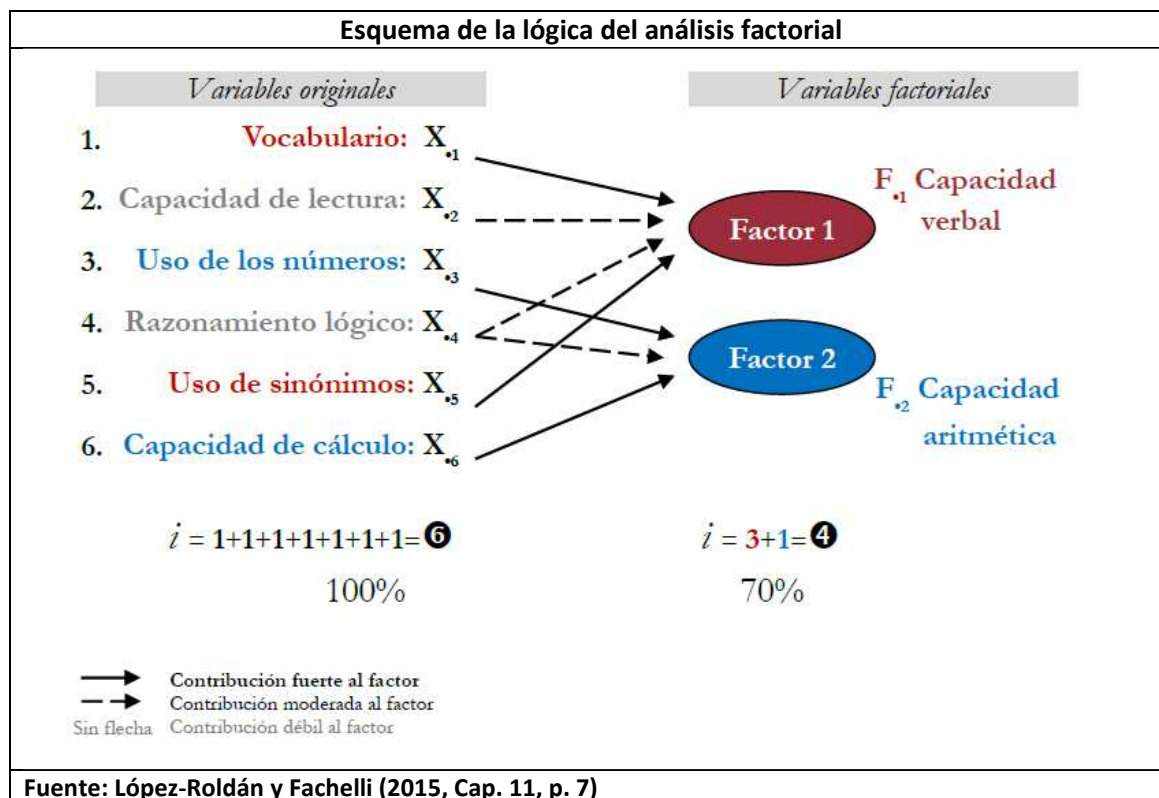 Esquema de la lógica del análisis factorial
Variables originales
Variables factoriales
1. Vocabulario: X•1
2. Capacidad de lectura: X•2
3. Uso de los números: X•3
4. Razonamiento lógico: X•4
5. Uso de sinónimos: X•5
6. Capacidad de cálculo: X•6
Factor 1
F•1 Capacidad
verbal
Factor 2
F•2 Capacidad
aritmética
i = 1+1+1+1+1+1+1=❻
100%
i = 3+1=❹
70%
Contribución fuerte al factor
Contribución moderada al factor
Sin flecha Contribución débil al factor
Fuente: López-Roldán y Fachelli (2015, Cap. 11, p. 7)